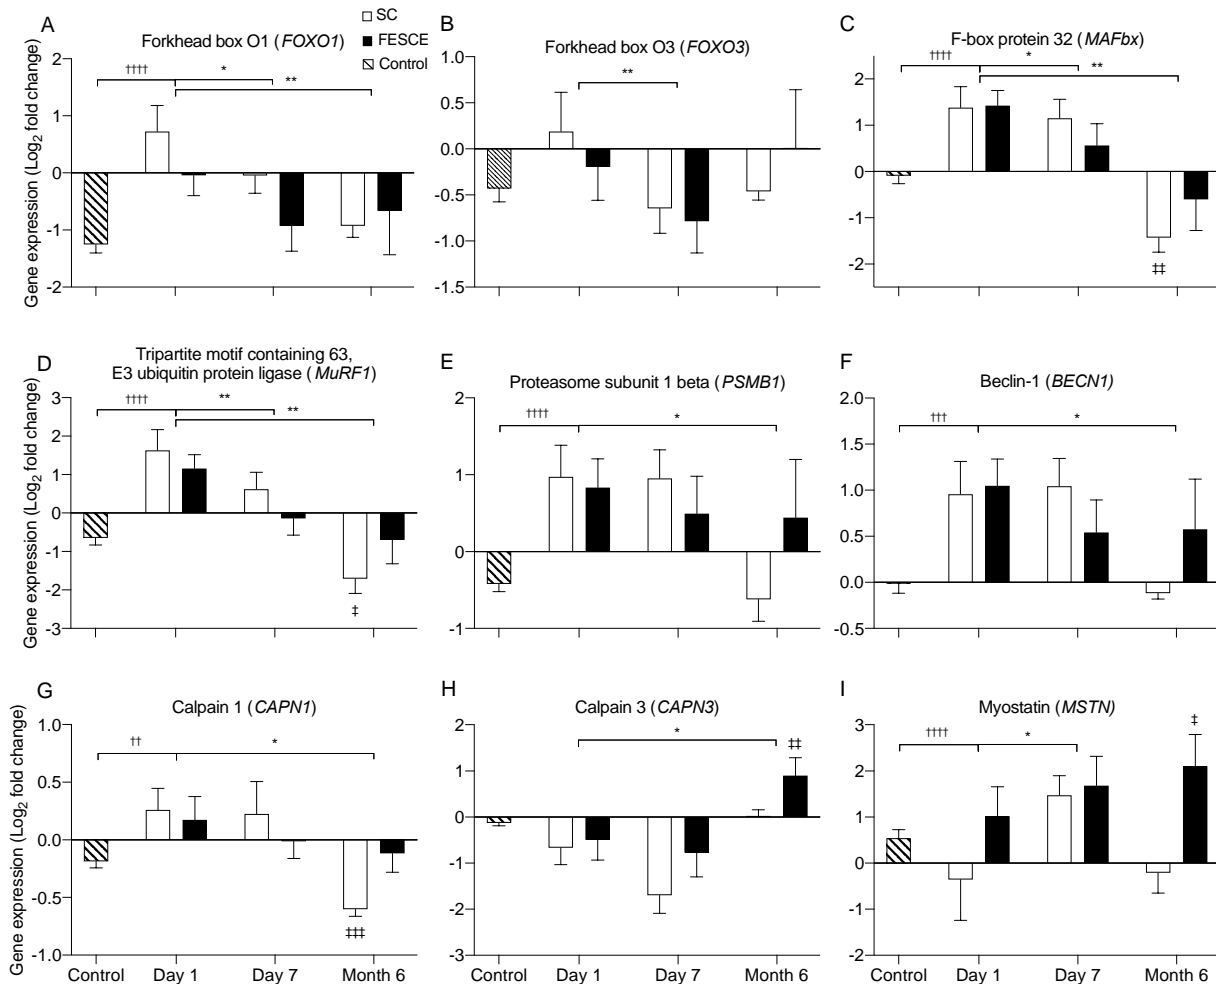 A
Forkhead box O1 (FOXO1)
SC
FESCE
Control
††††
*
**
Gene expression (Log2 fold change)
2
1
0
-1
-2
B
Forkhead box O3 (FOXO3)
**
1.0
0.5
0.0
-0.5
-1.0
-1.5
C
F-box protein 32 (MAFbx)
††††
*
**
2
1
0
-1
-2
‡‡
D
Tripartite motif containing 63,
E3 ubiquitin protein ligase (MuRF1)
††††
**
**
Gene expression (Log2 fold change)
3
2
1
0
-1
-2
-3
‡
E
Proteasome subunit 1 beta (PSMB1)
††††
*
2
1
0
-1
F
Beclin-1 (BECN1)
†††
*
2.0
1.5
1.0
0.5
0.0
-0.5
G
Calpain 1 (CAPN1)
††
*
Gene expression (Log2 fold change)
1.0
0.5
0.0
-0.5
-1.0
‡‡‡
Control Day 1 Day 7 Month 6
H
Calpain 3 (CAPN3)
*
‡‡
2
1
0
-1
-2
-3
Control Day 1 Day 7 Month 6
I
Myostatin (MSTN)
††††
*
‡
3
2
1
0
-1
-2
Control Day 1 Day 7 Month 6